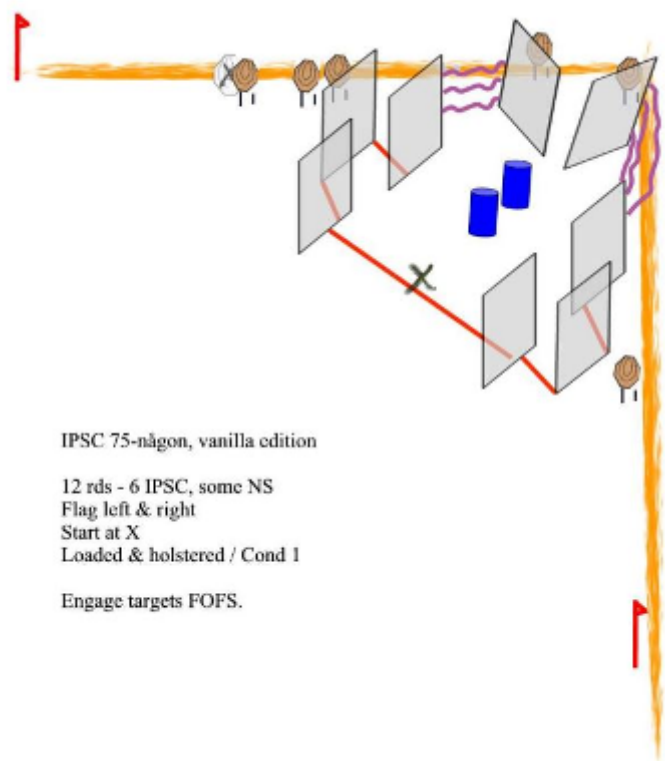 X
IPSC 75-någon, vanilla edition
12 rds - 6 IPSC, some NS
Flag left & right
Start at X
Loaded & holstered / Cond 1
Engage targets FOFS.